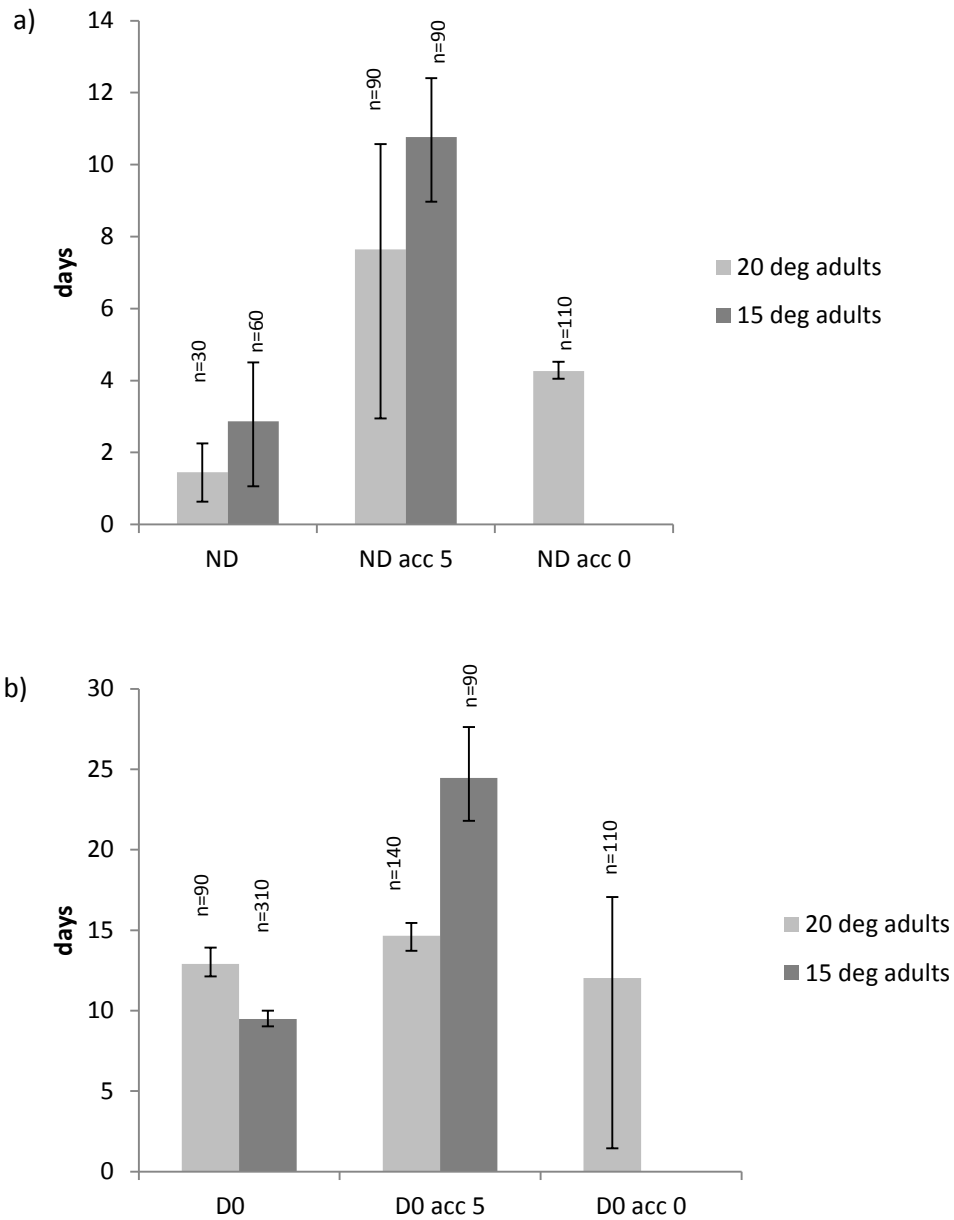 a)
14
12
10
8
6
4
2
0
days
n=30
n=60
n=90
n=90
n=110
ND
ND acc 5
ND acc 0
20 deg adults
15 deg adults
b)
30
25
20
15
10
5
0
days
n=90
n=310
n=140
n=90
n=110
D0
D0 acc 5
D0 acc 0
20 deg adults
15 deg adults